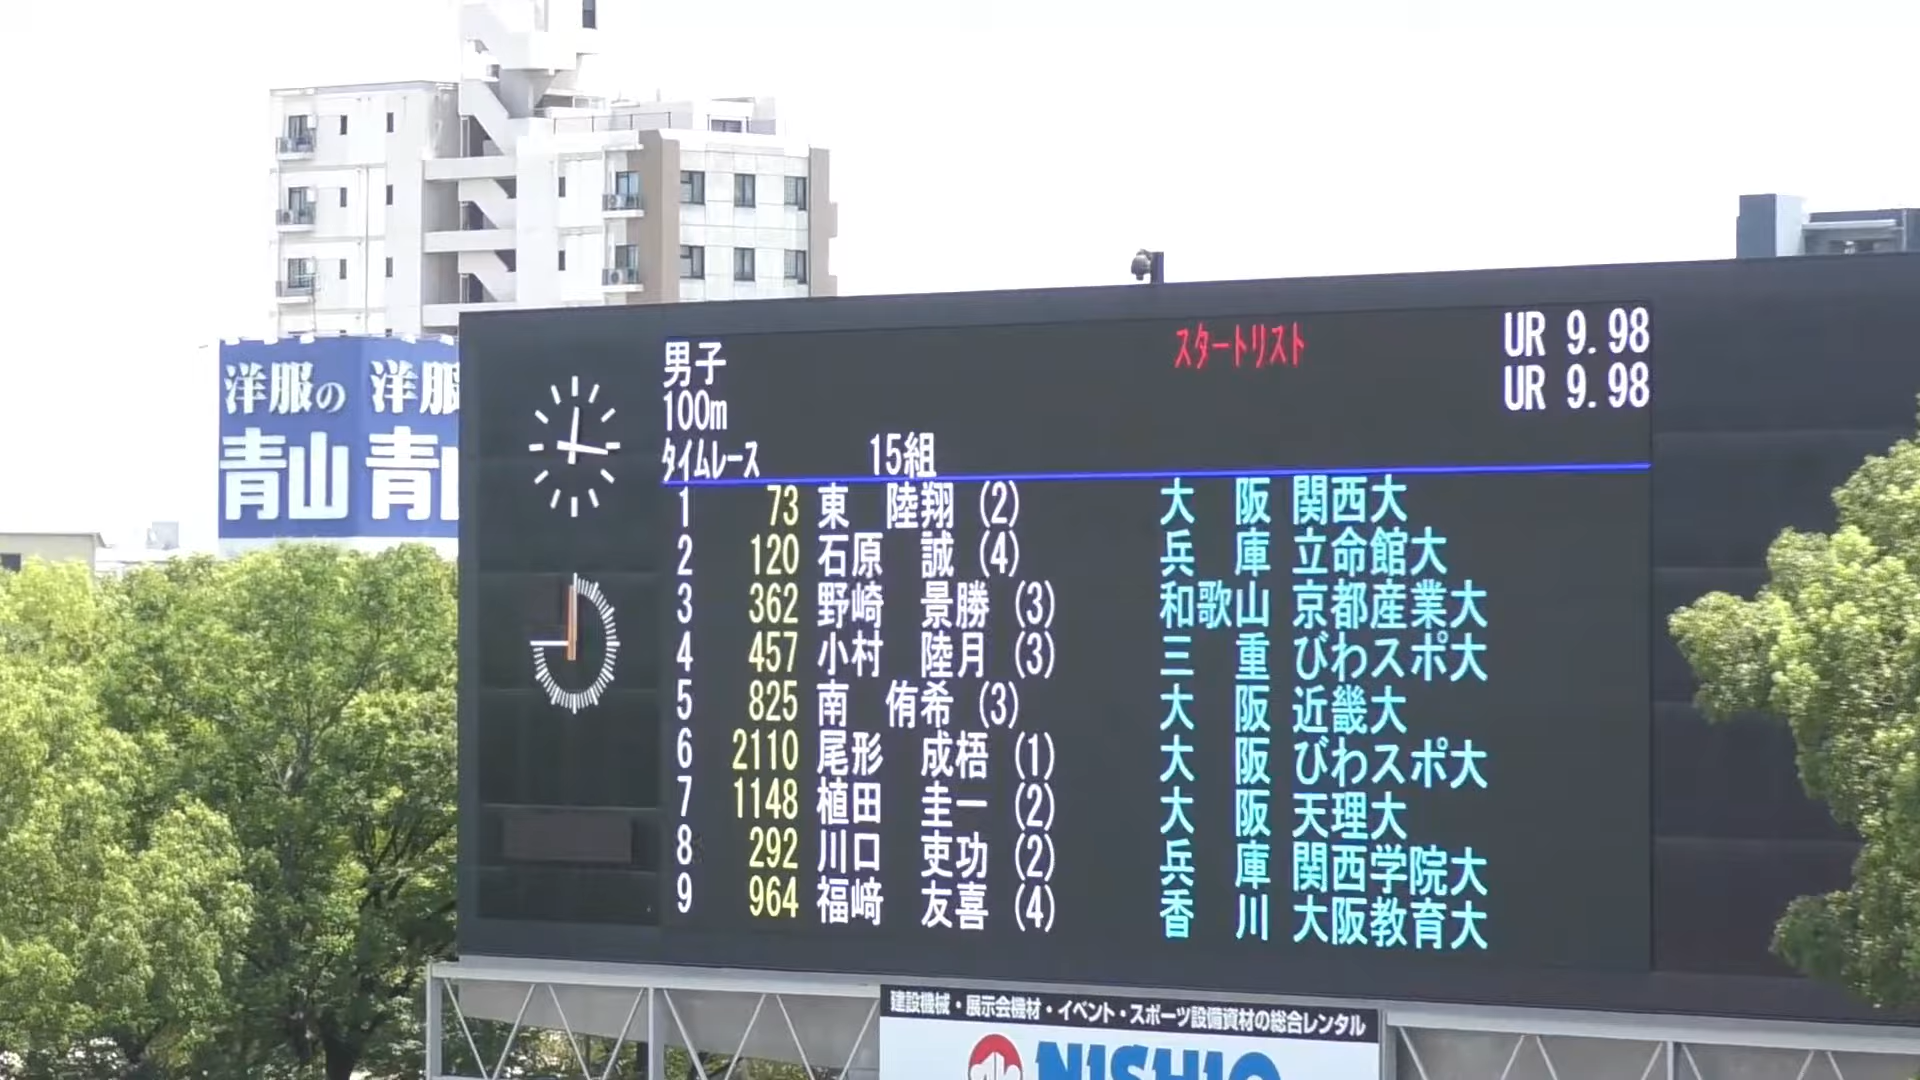 洋服の 洋服
青山 青山
男子
100m
タイムレース 15組
スタートリスト
UR 9.98
UR 9.98
1 73 東 陸翔 (2) 大 阪 関西大
2 120 石原 誠 (4) 兵 庫 立命館大
3 362 野崎 景勝 (3) 和歌山 京都産業大
4 457 小村 陸月 (3) 三 重 びわスポ大
5 825 南 侑希 (3) 大 阪 近畿大
6 2110 尾形 成梧 (1) 大 阪 びわスポ大
7 1148 植田 圭一 (2) 大 阪 天理大
8 292 川口 吏功 (2) 兵 庫 関西学院大
9 964 福﨑 友喜 (4) 香 川 大阪教育大
建設機械・展示会機材・イベント・スポーツ設備資材の総合レンタル
NISHIO